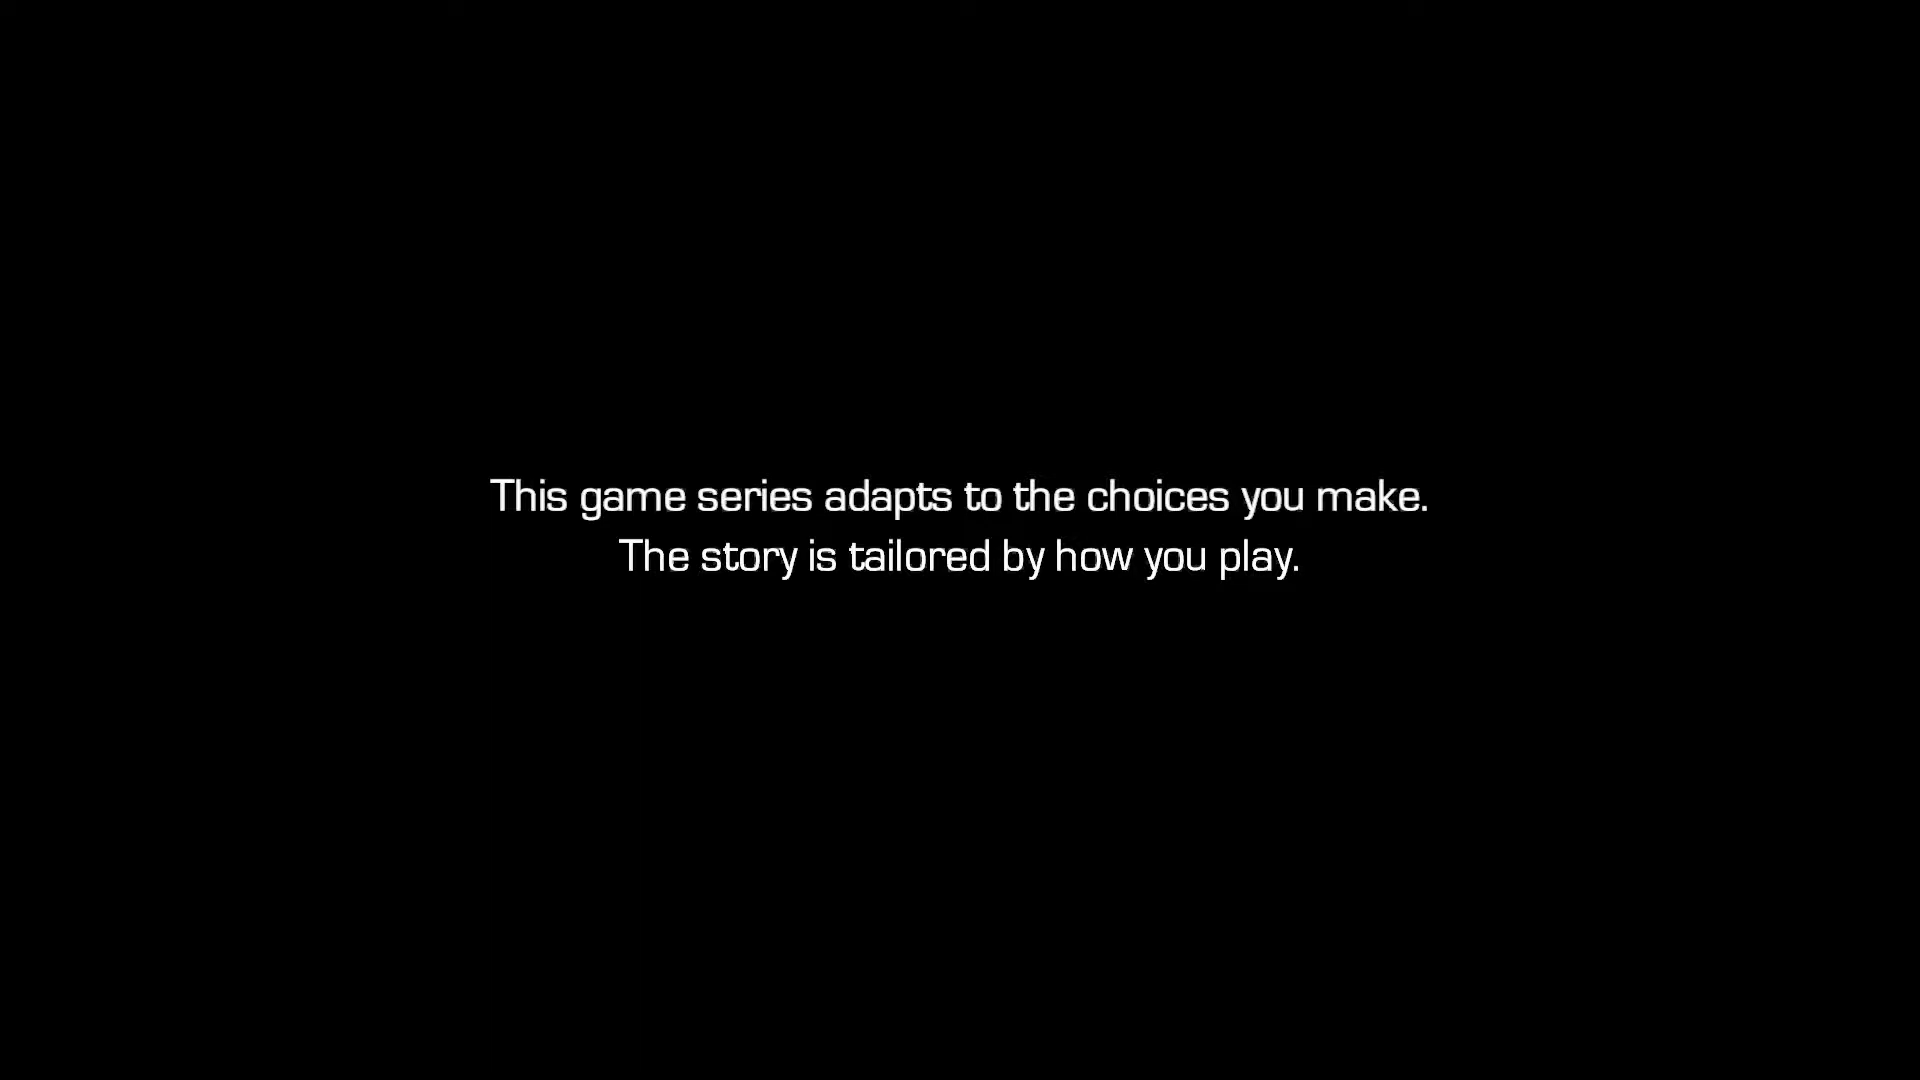 This game series adapts to the choices you make.
The story is tailored by how you play.